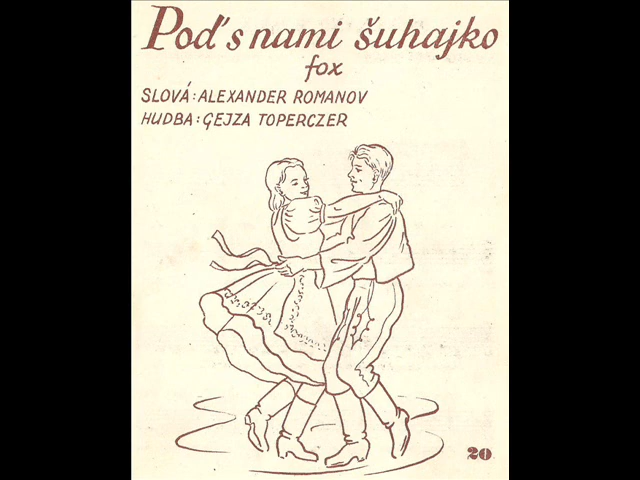 Poď s nami šuhajko
fox
SLOVÁ: ALEXANDER ROMANOV
HUDBA: GEJZA TOPERCZER
20